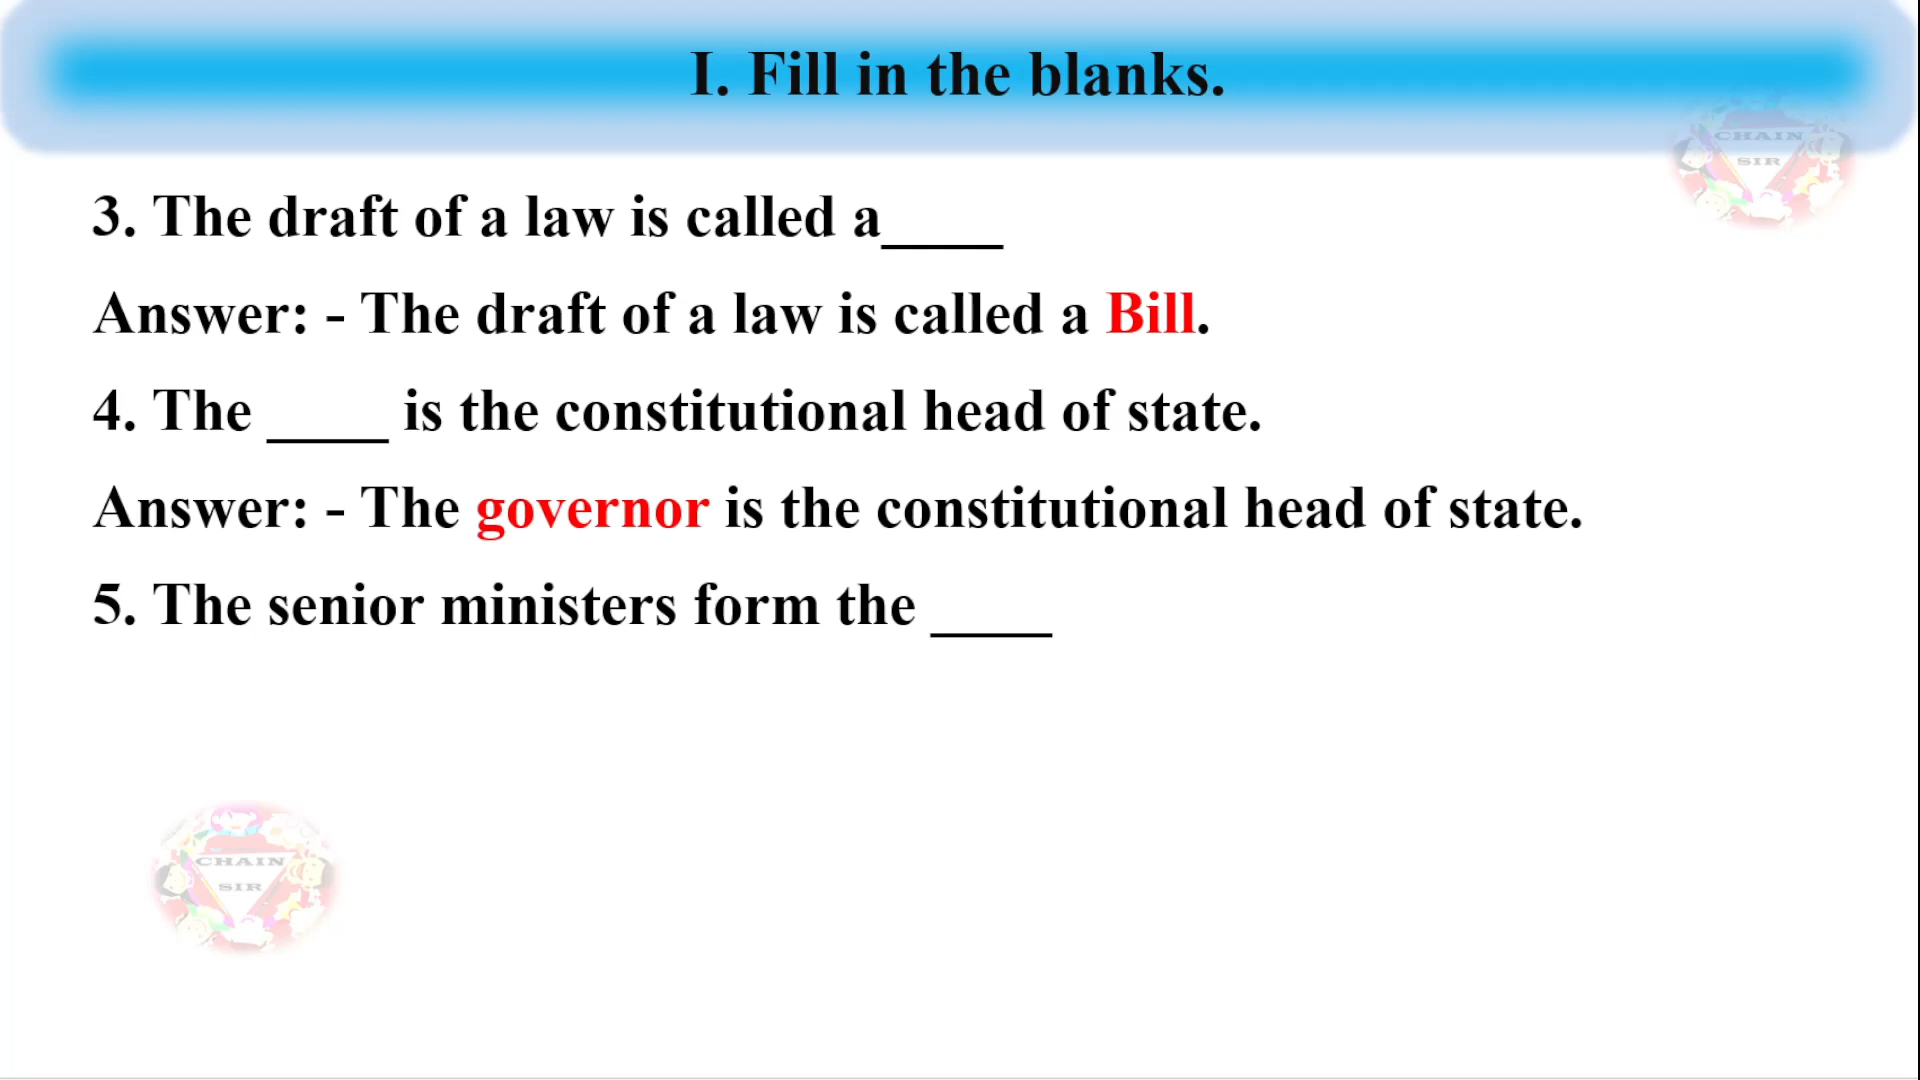 I. Fill in the blanks.
CHAIN
SIR
3. The draft of a law is called a____
Answer: - The draft of a law is called a Bill.
4. The ____ is the constitutional head of state.
Answer: - The governor is the constitutional head of state.
5. The senior ministers form the ____
CHAIN
SIR